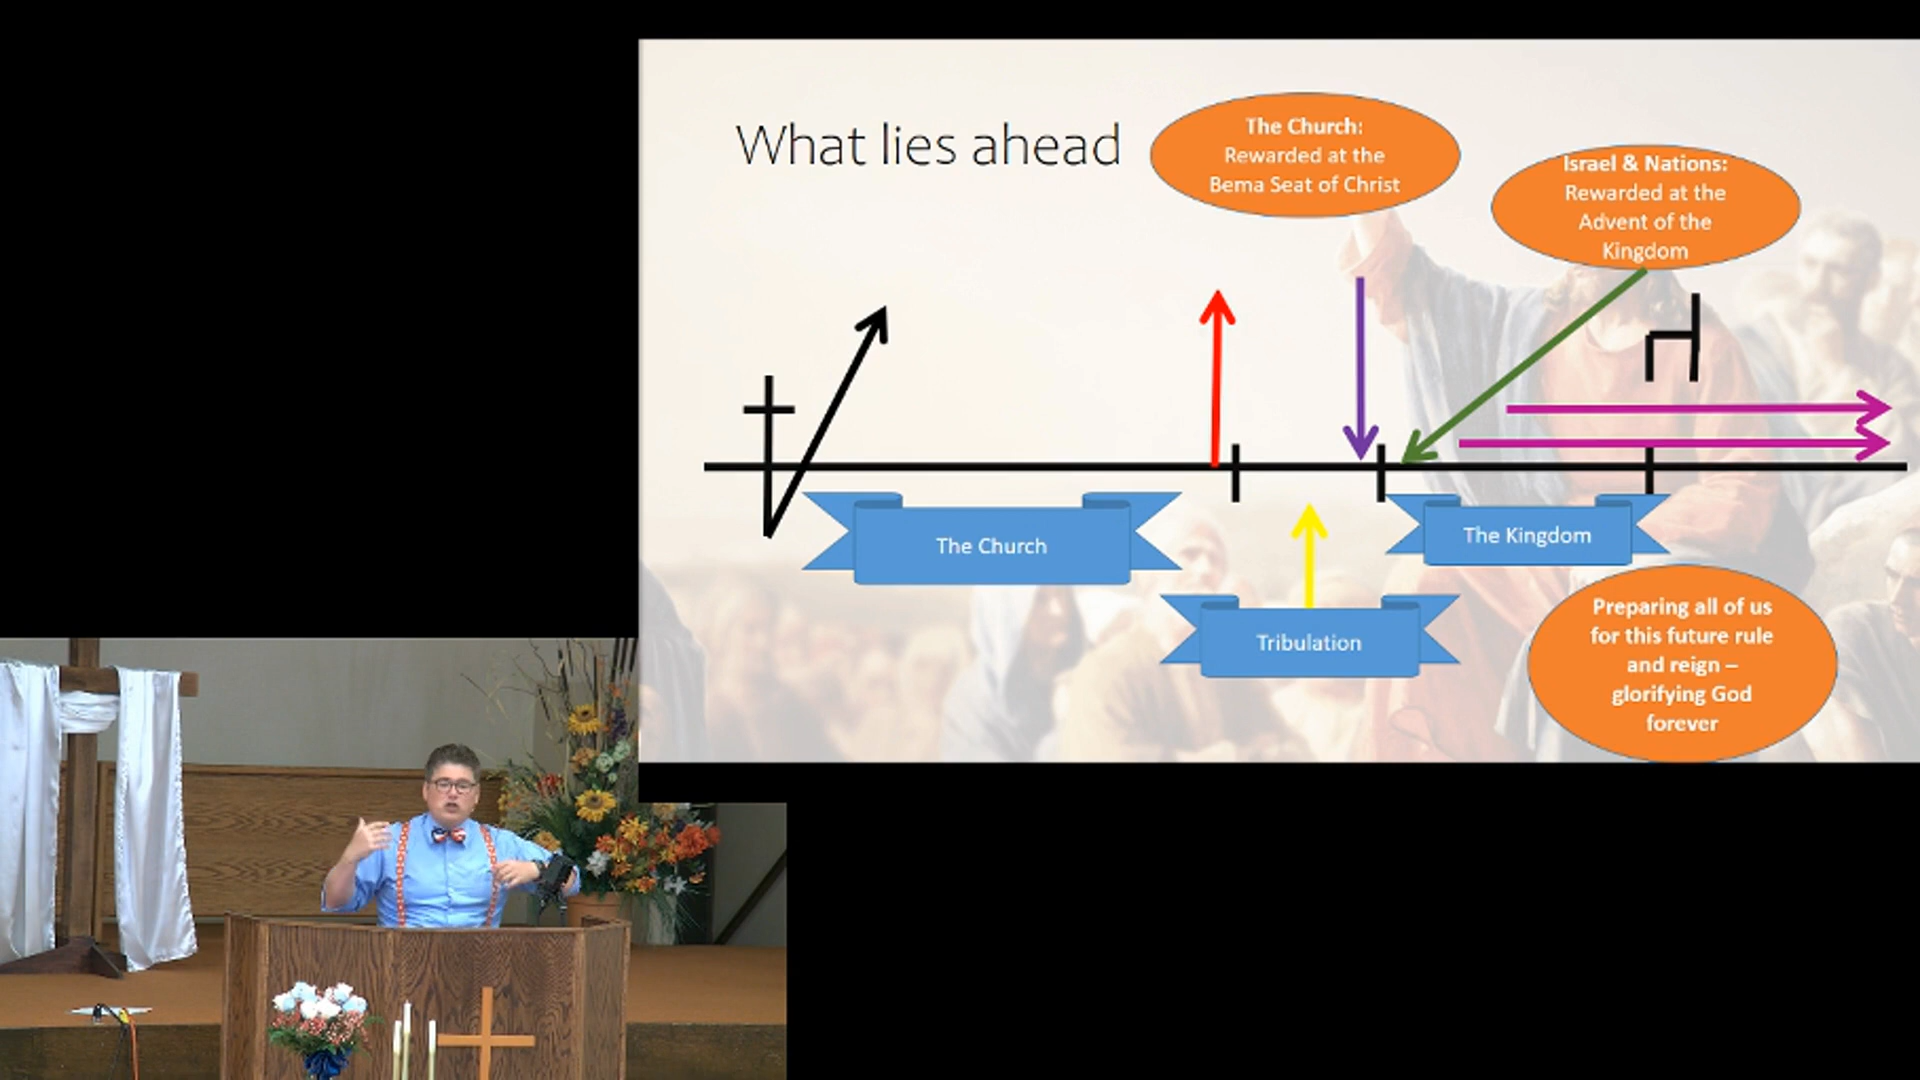 What lies ahead
The Church:
Rewarded at the
Bema Seat of Christ
Israel & Nations:
Rewarded at the
Advent of the
Kingdom
The Church
The Kingdom
Tribulation
Preparing all of us
for this future rule
and reign –
glorifying God
forever